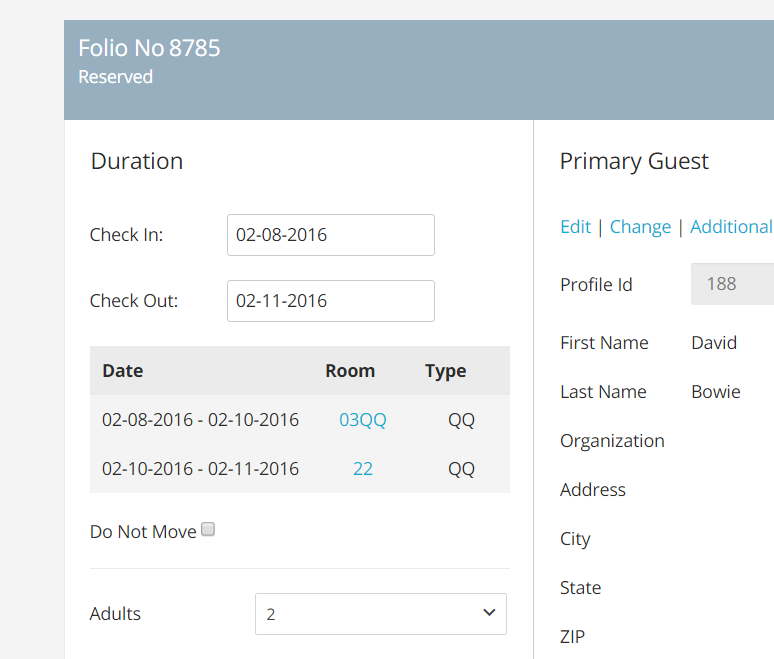 Folio No 8785
Reserved
Duration
Check In: 02-08-2016
Check Out: 02-11-2016
Date Room Type
02-08-2016 - 02-10-2016 03QQ QQ
02-10-2016 - 02-11-2016 22 QQ
Do Not Move
Adults 2
Primary Guest
Edit | Change | Additional
Profile Id 188
First Name David
Last Name Bowie
Organization
Address
City
State
ZIP